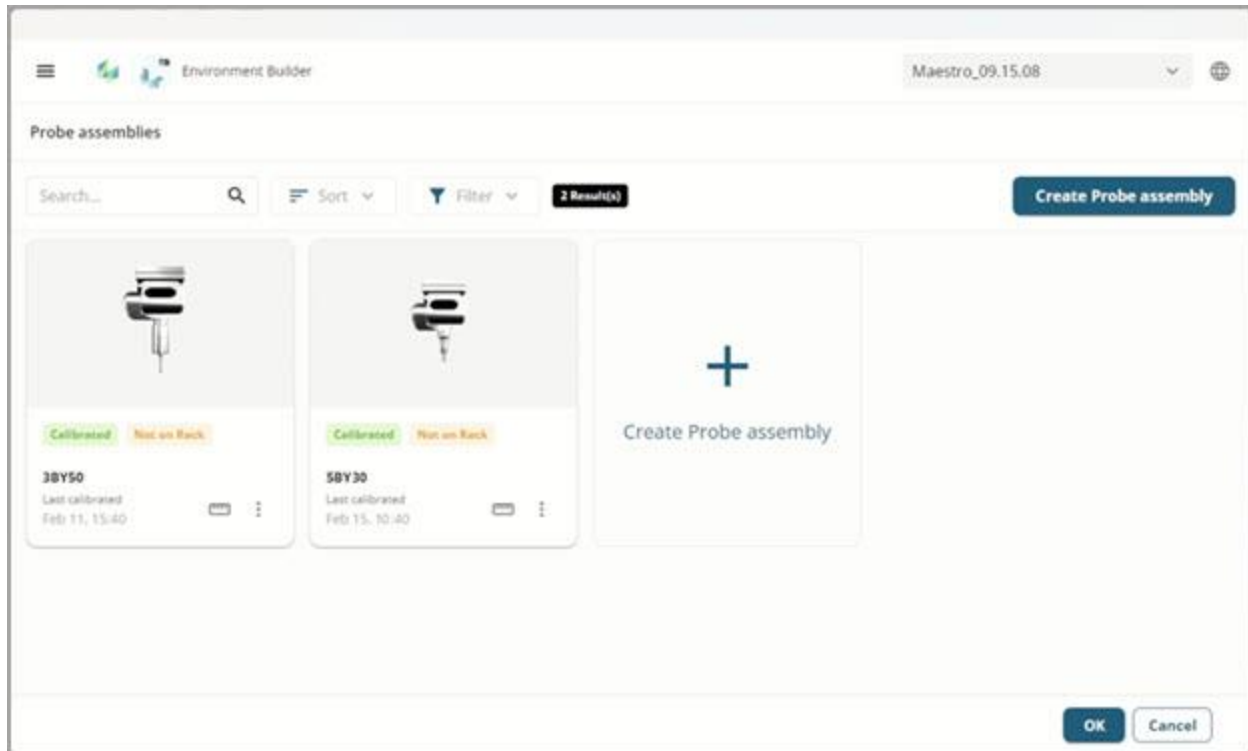 Environment Builder
Maestro_09.15.08
Probe assemblies
Search...
Sort
Filter
2 Result(s)
Create Probe assembly
Calibrated
Not on Rack
3BY50
Last calibrated
Feb 11, 15:40
Calibrated
Not on Rack
5BY30
Last calibrated
Feb 15, 10:40
Create Probe assembly
OK
Cancel